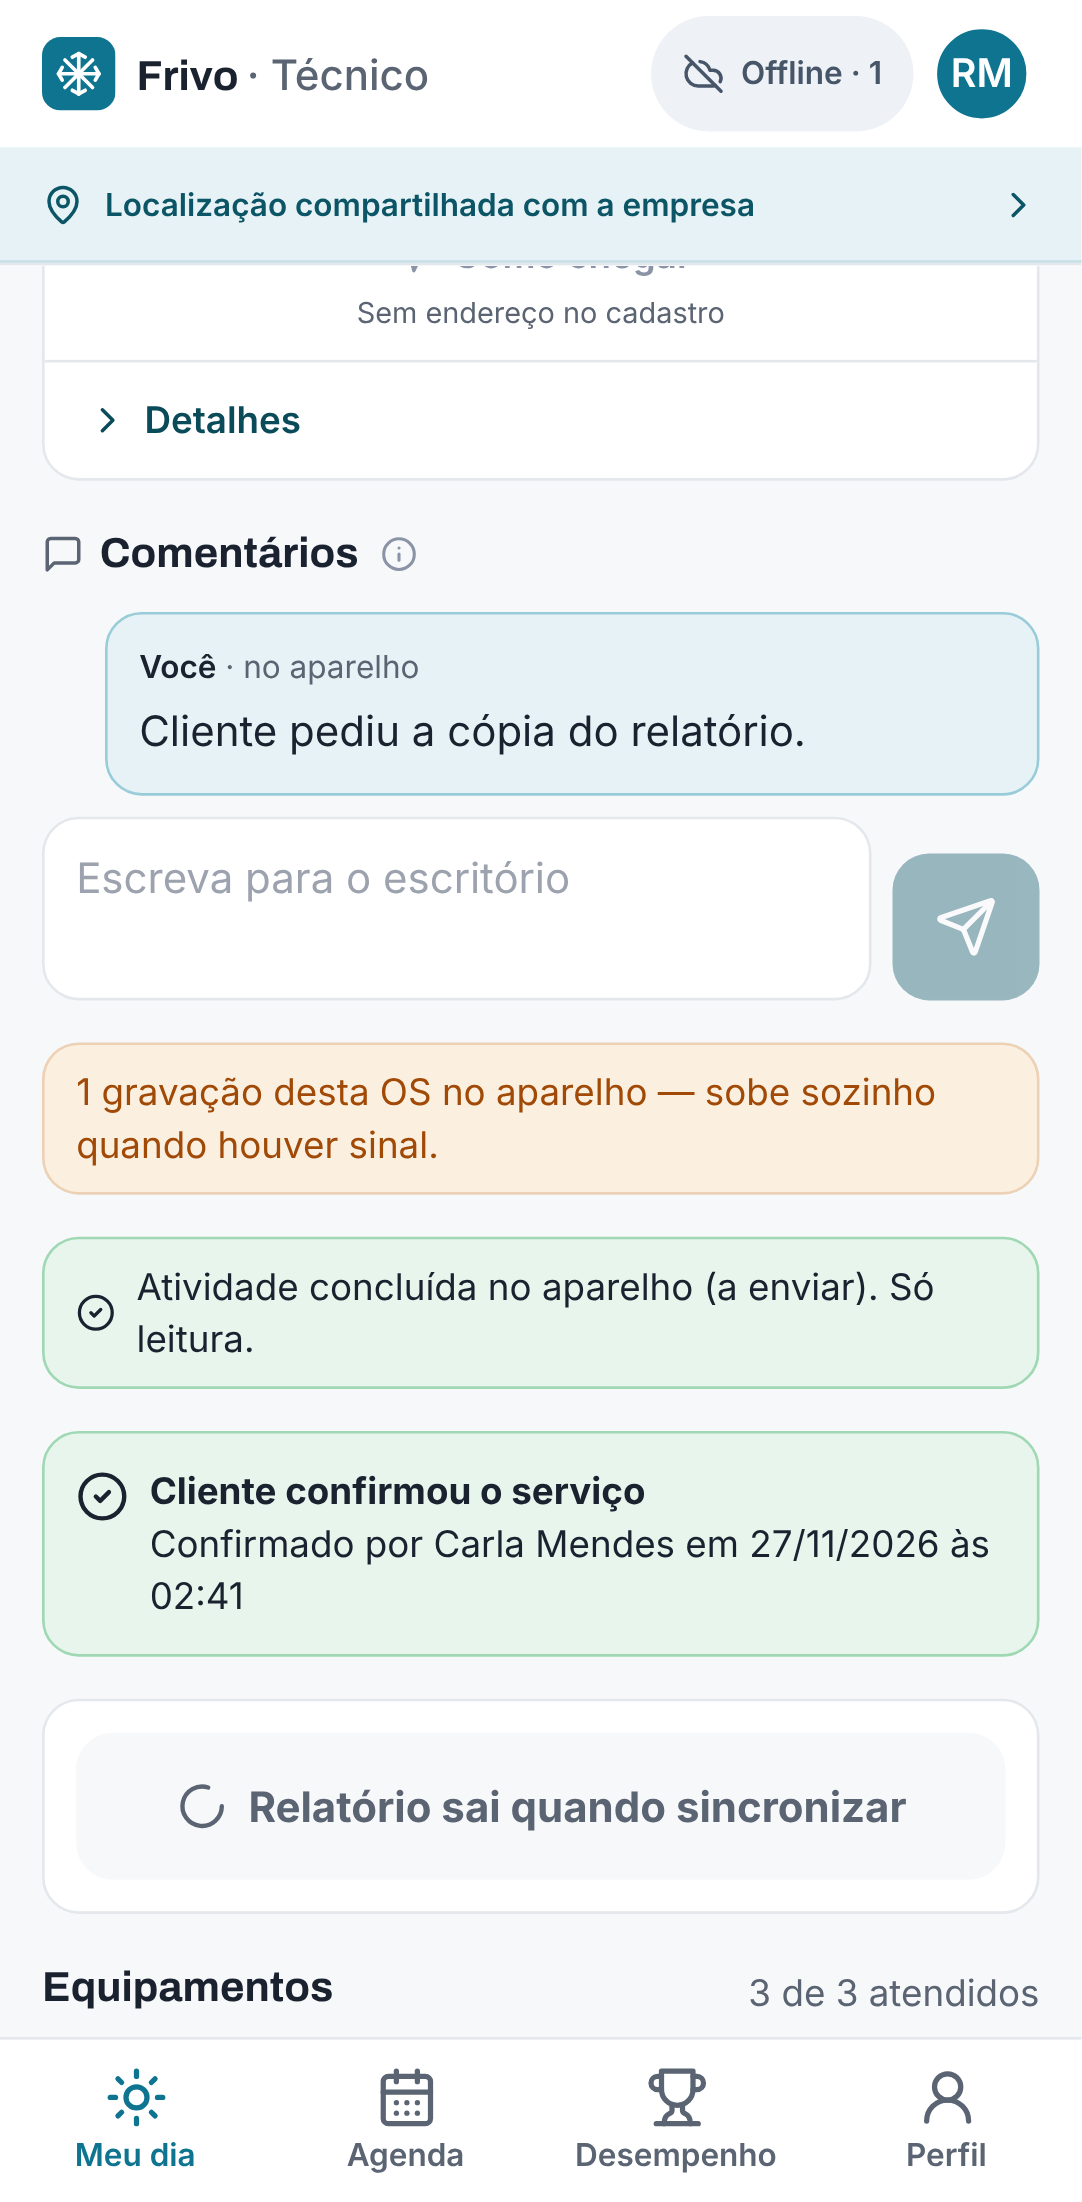 Frivo · Técnico
Offline · 1
RM
Localização compartilhada com a empresa
Sem endereço no cadastro
Detalhes
Comentários
Você · no aparelho
Cliente pediu a cópia do relatório.
Escreva para o escritório
1 gravação desta OS no aparelho — sobe sozinho
quando houver sinal.
Atividade concluída no aparelho (a enviar). Só
leitura.
Cliente confirmou o serviço
Confirmado por Carla Mendes em 27/11/2026 às
02:41
Relatório sai quando sincronizar
Equipamentos
3 de 3 atendidos
Meu dia
Agenda
Desempenho
Perfil